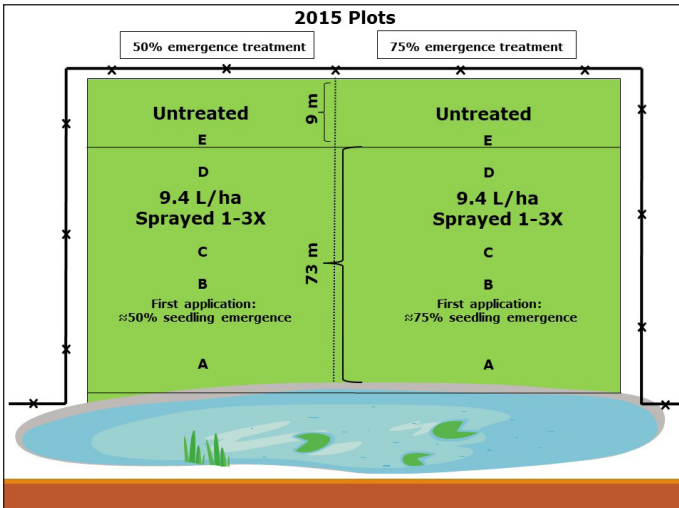 2015 Plots
50% emergence treatment
75% emergence treatment
Untreated
9 m
Untreated
E
E
D
D
9.4 L/ha
Sprayed 1-3X
9.4 L/ha
Sprayed 1-3X
C
73 m
C
B
B
First application:
≈50% seedling emergence
First application:
≈75% seedling emergence
A
A